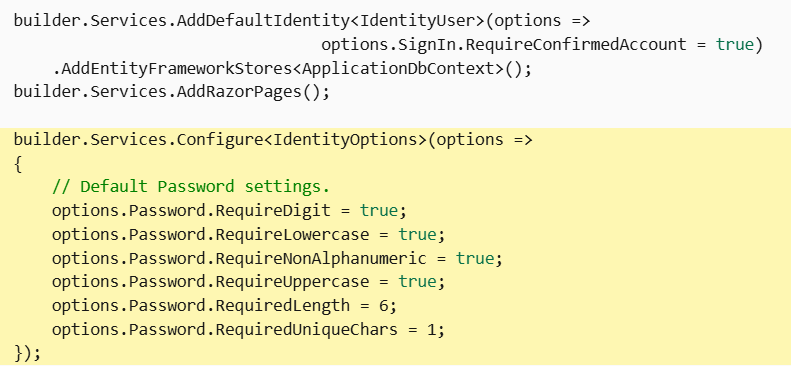 builder.Services.AddDefaultIdentity<IdentityUser>(options =>
                                options.SignIn.RequireConfirmedAccount = true)
    .AddEntityFrameworkStores<ApplicationDbContext>();
builder.Services.AddRazorPages();

builder.Services.Configure<IdentityOptions>(options =>
{
    // Default Password settings.
    options.Password.RequireDigit = true;
    options.Password.RequireLowercase = true;
    options.Password.RequireNonAlphanumeric = true;
    options.Password.RequireUppercase = true;
    options.Password.RequiredLength = 6;
    options.Password.RequiredUniqueChars = 1;
});